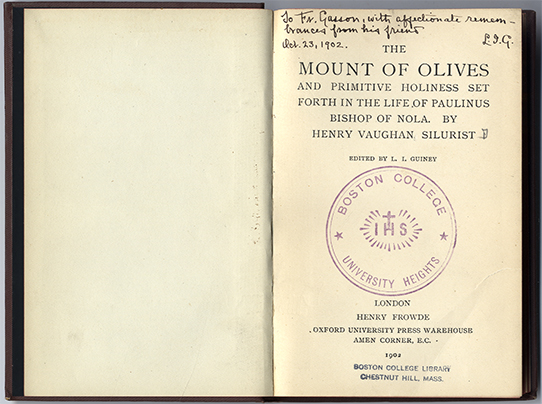 To Fr. Gasson, with affectionate remem-
brances from his friend
Oct. 23, 1902.
L.I.G.
THE
MOUNT OF OLIVES
AND PRIMITIVE HOLINESS SET
FORTH IN THE LIFE OF PAULINUS
BISHOP OF NOLA. BY
HENRY VAUGHAN SILURIST
EDITED BY L. I. GUINEY
BOSTON COLLEGE
IHS
UNIVERSITY HEIGHTS
LONDON
HENRY FROWDE
OXFORD UNIVERSITY PRESS WAREHOUSE
AMEN CORNER, E.C.
1902
BOSTON COLLEGE LIBRARY
CHESTNUT HILL, MASS.